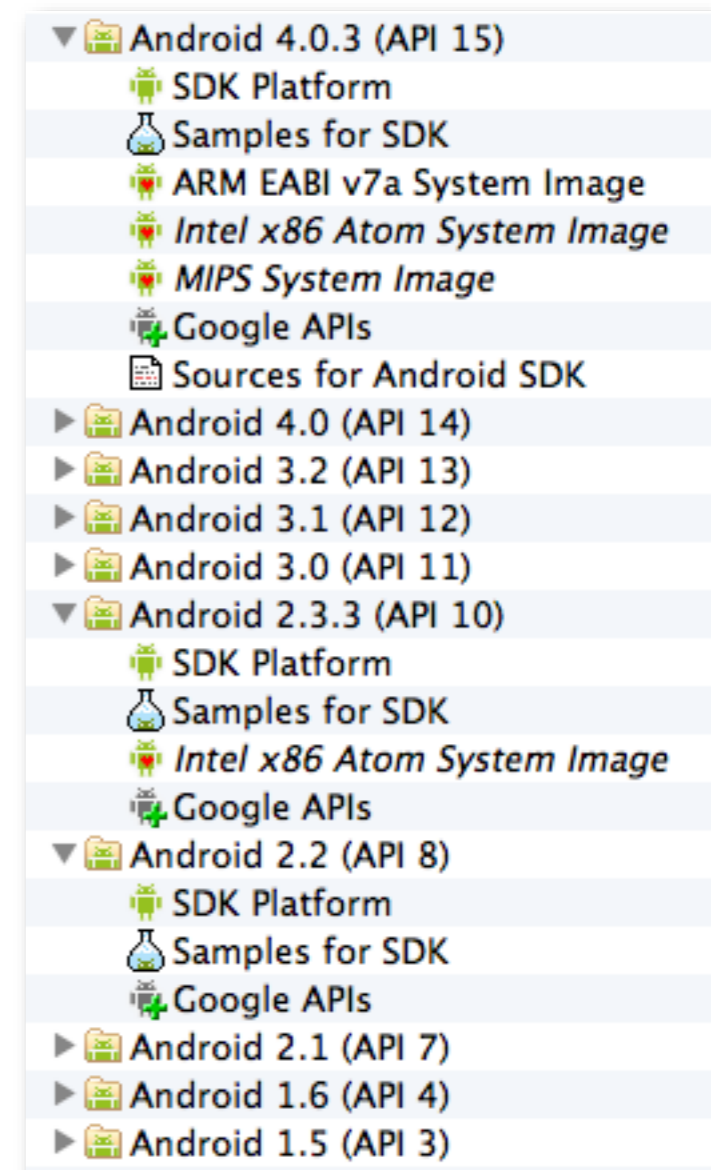 Android 4.0.3 (API 15)
SDK Platform
Samples for SDK
ARM EABI v7a System Image
Intel x86 Atom System Image
MIPS System Image
Google APIs
Sources for Android SDK
Android 4.0 (API 14)
Android 3.2 (API 13)
Android 3.1 (API 12)
Android 3.0 (API 11)
Android 2.3.3 (API 10)
SDK Platform
Samples for SDK
Intel x86 Atom System Image
Google APIs
Android 2.2 (API 8)
SDK Platform
Samples for SDK
Google APIs
Android 2.1 (API 7)
Android 1.6 (API 4)
Android 1.5 (API 3)